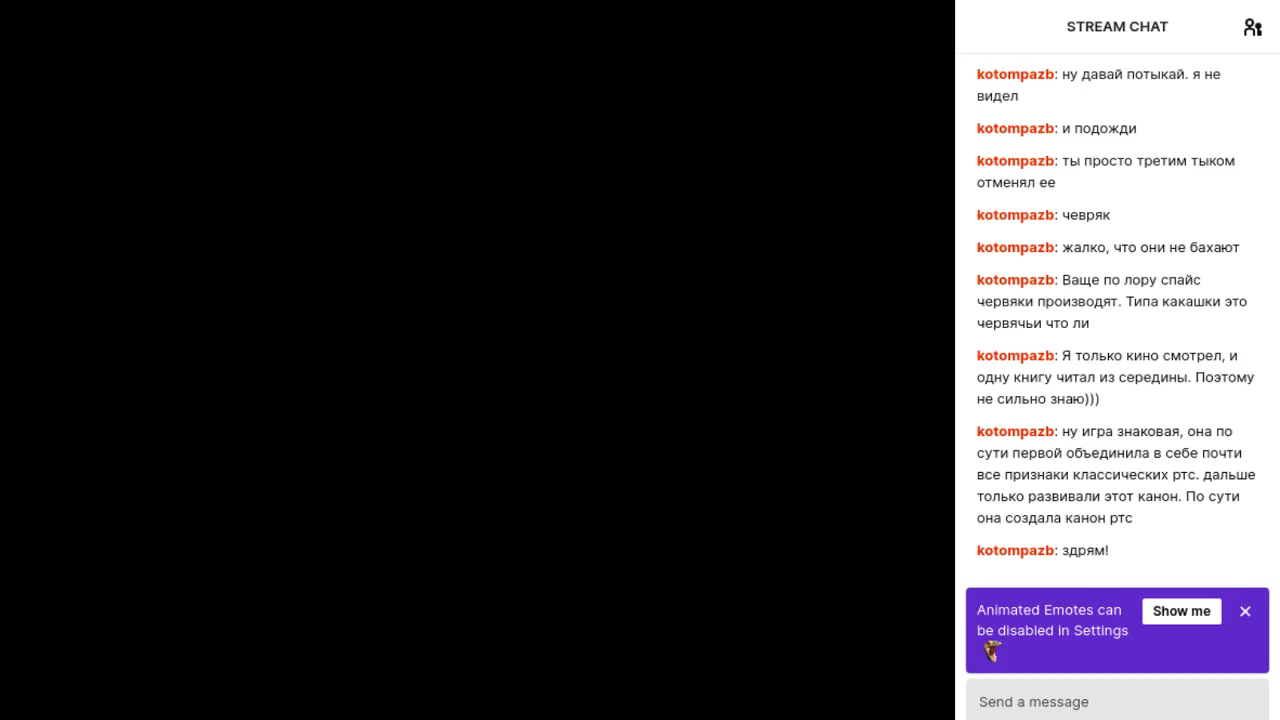 STREAM CHAT
kotompazb: ну давай потыкай. я не
видел
kotompazb: и подожди
kotompazb: ты просто третим тыком
отменял ее
kotompazb: чевряк
kotompazb: жалко, что они не бахают
kotompazb: Ваще по лору спайс
червяки производят. Типа какашки это
червячьи что ли
kotompazb: Я только кино смотрел, и
одну книгу читал из середины. Поэтому
не сильно знаю)))
kotompazb: ну игра знаковая, она по
сути первой объединила в себе почти
все признаки классических ртс. дальше
только развивали этот канон. По сути
она создала канон ртс
kotompazb: здрям!
Animated Emotes can
be disabled in Settings
Show me
Send a message